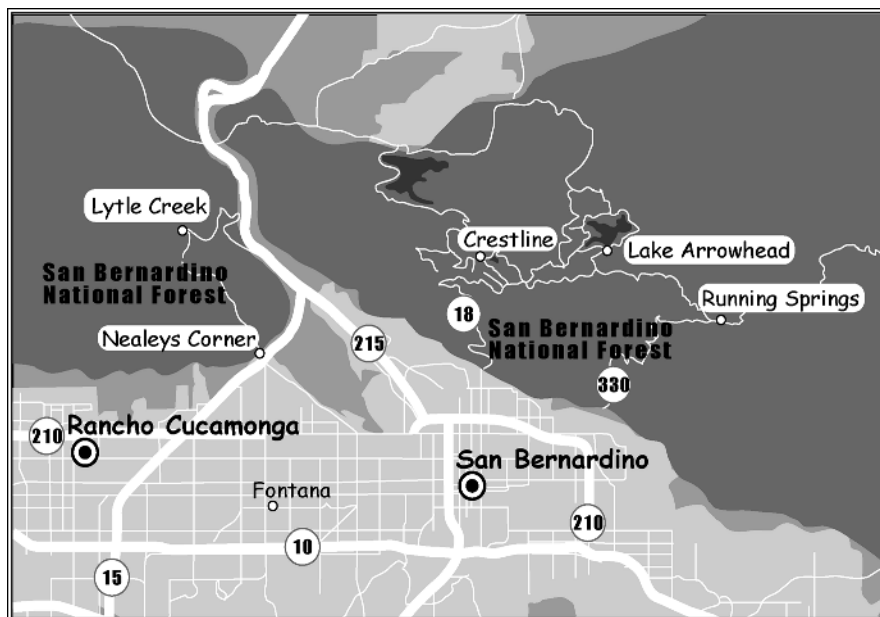 Lytle Creek
Crestline
Lake Arrowhead
San Bernardino
National Forest
Running Springs
18
San Bernardino
National Forest
Nealeys Corner
215
330
210
Rancho Cucamonga
San Bernardino
Fontana
210
10
15